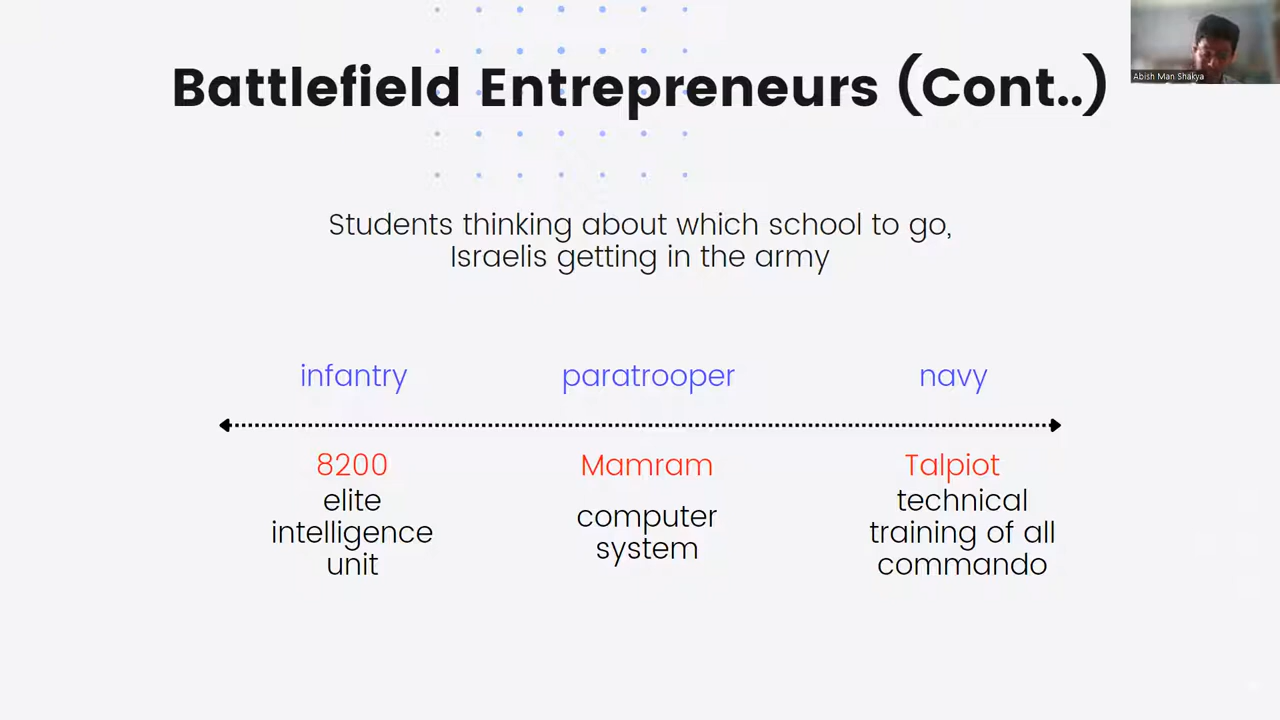 Battlefield Entrepreneurs (Cont..)
Abish Man Shakya
Students thinking about which school to go,
Israelis getting in the army
infantry
paratrooper
navy
8200
elite
intelligence
unit
Mamram
computer
system
Talpiot
technical
training of all
commando